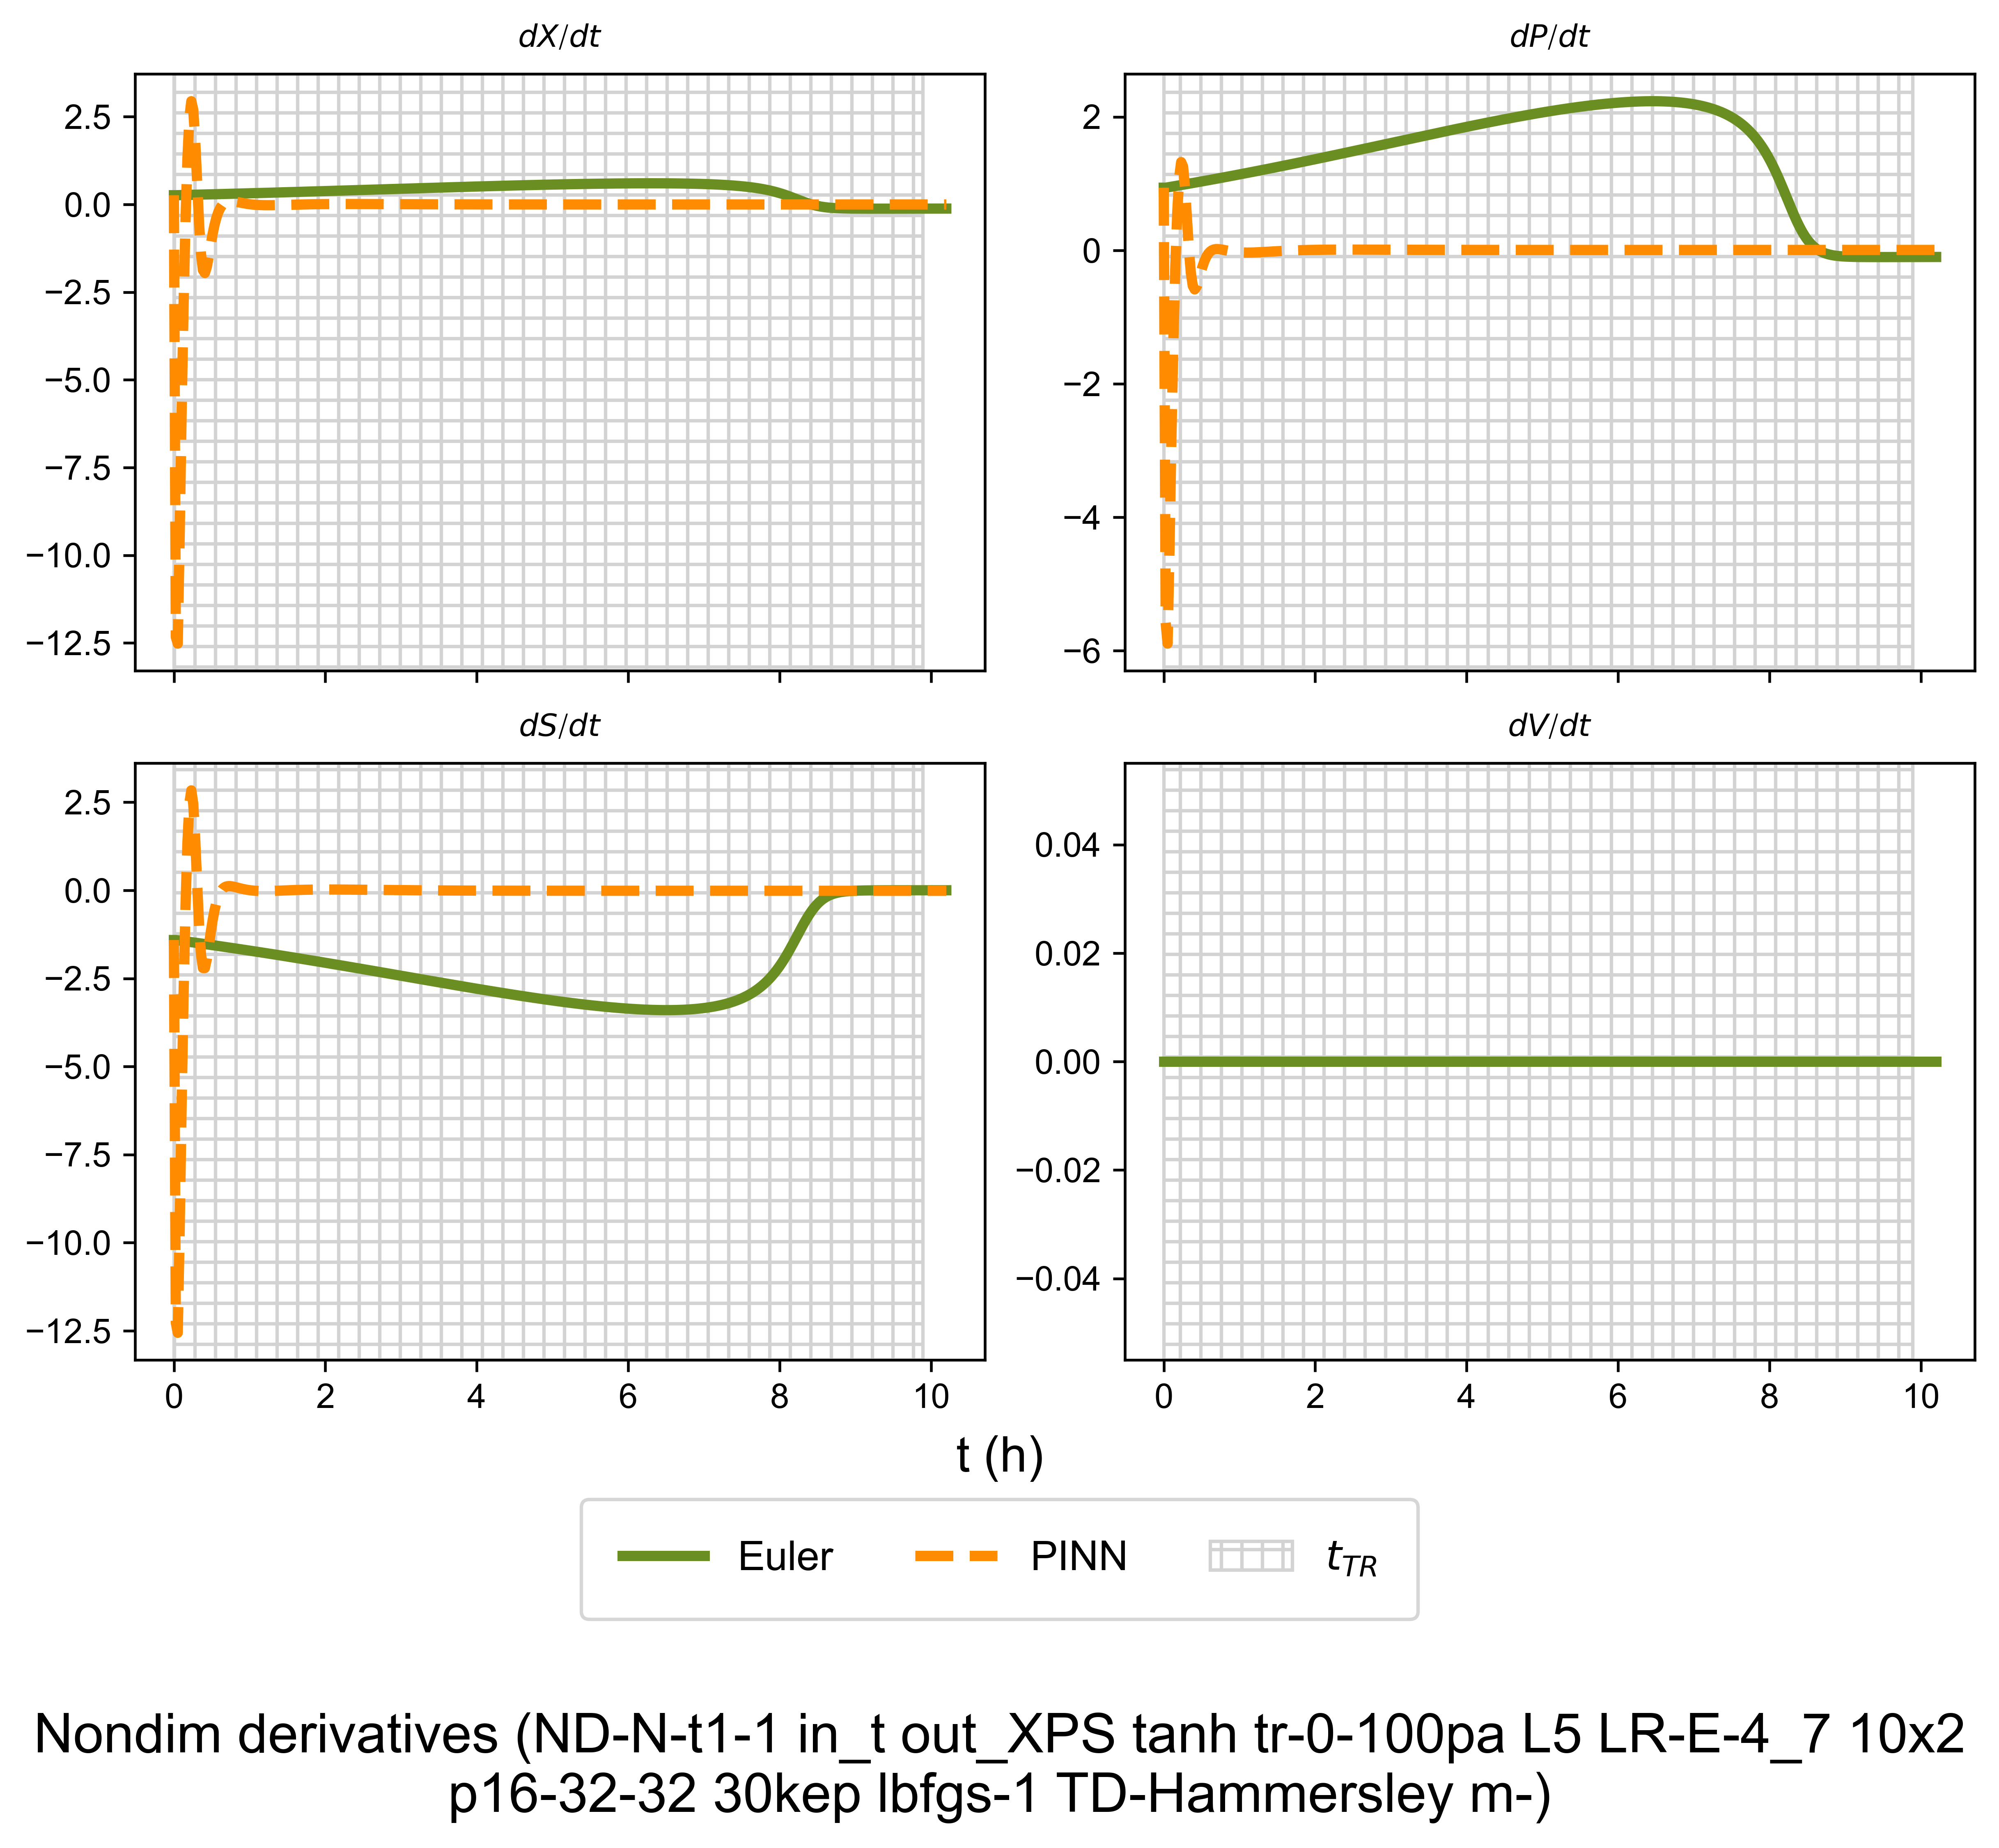 dX/dt
2.5
0.0
−2.5
−5.0
−7.5
−10.0
−12.5
dP/dt
2
0
−2
−4
−6
dS/dt
2.5
0.0
−2.5
−5.0
−7.5
−10.0
−12.5
0 2 4 6 8 10
dV/dt
0.04
0.02
0.00
−0.02
−0.04
0 2 4 6 8 10
t (h)
Euler PINN t_TR
Nondim derivatives (ND-N-t1-1 in_t out_XPS tanh tr-0-100pa L5 LR-E-4_7 10x2
p16-32-32 30kep lbfgs-1 TD-Hammersley m-)